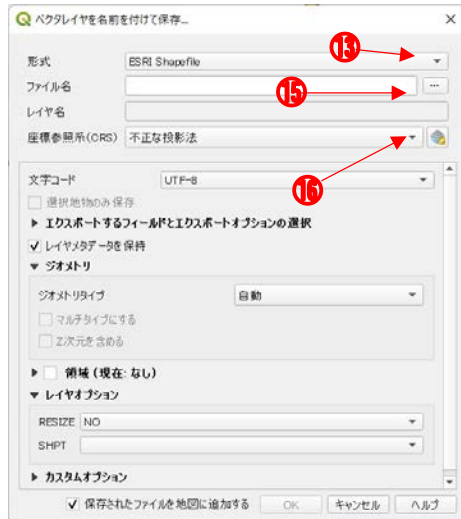 ベクタレイヤを名前を付けて保存...
形式 ESRI Shapefile ⑬
ファイル名 ... ⑮
レイヤ名
座標参照系(CRS) 不正な投影法 ⑯
文字コード UTF-8
選択地物のみ保存
エクスポートするフィールドとエクスポートオプションの選択
レイヤメタデータを保持
ジオメトリ
ジオメトリタイプ 自動
マルチタイプにする
Z次元を含める
領域 (現在: なし)
レイヤオプション
RESIZE NO
SHPT
カスタムオプション
保存されたファイルを地図に追加する OK キャンセル ヘルプ